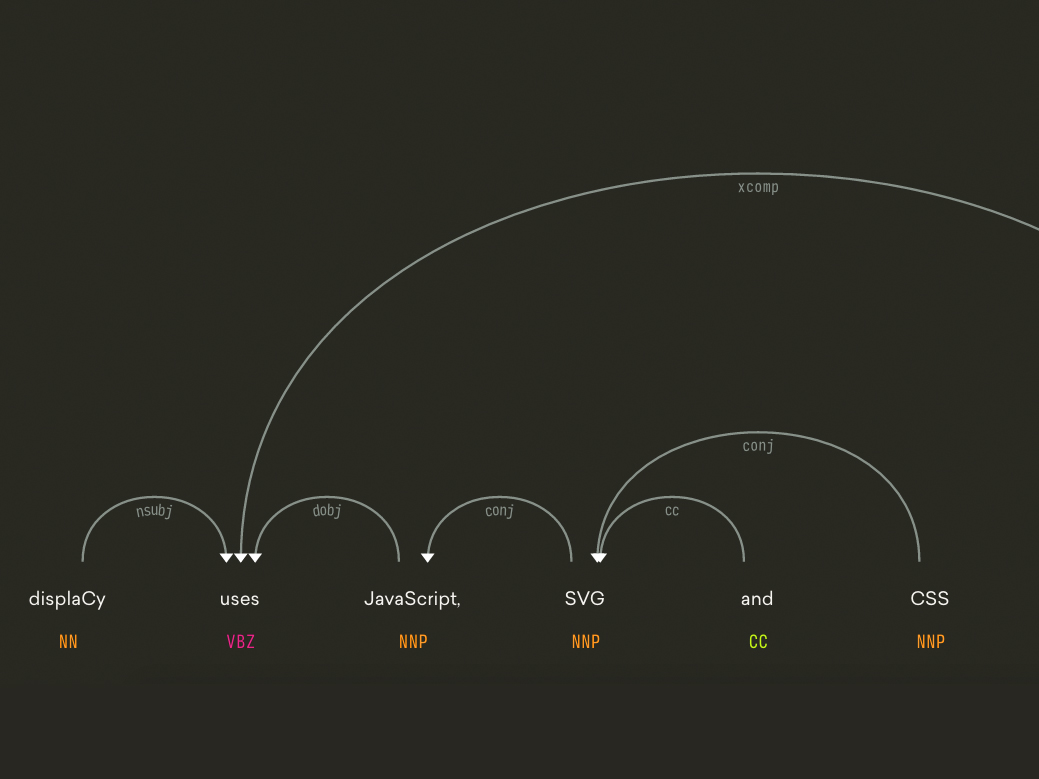 xcomp
conj
nsubj dobj conj cc
displaCy uses JavaScript, SVG and CSS
NN VBZ NNP NNP CC NNP